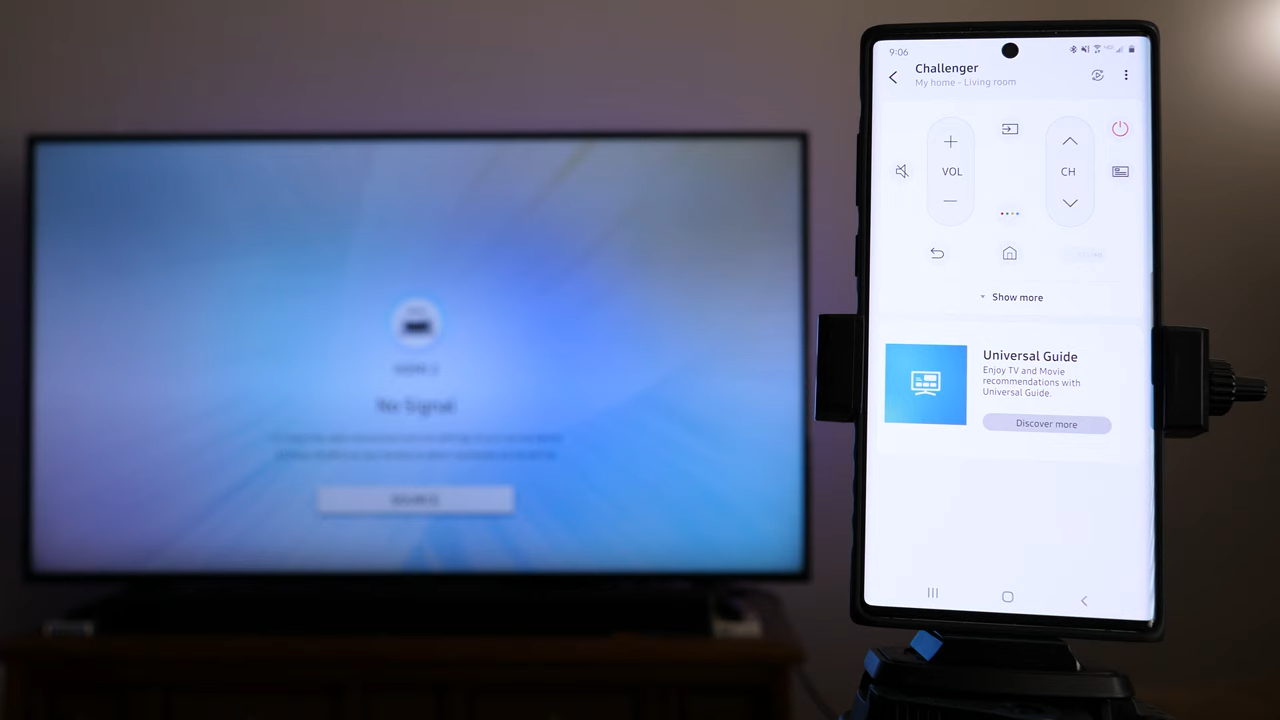 9:06
Challenger
My home - Living room
VOL
CH
Show more
Universal Guide
Enjoy TV and Movie
recommendations with
Universal Guide.
Discover more
No Signal
SOURCE